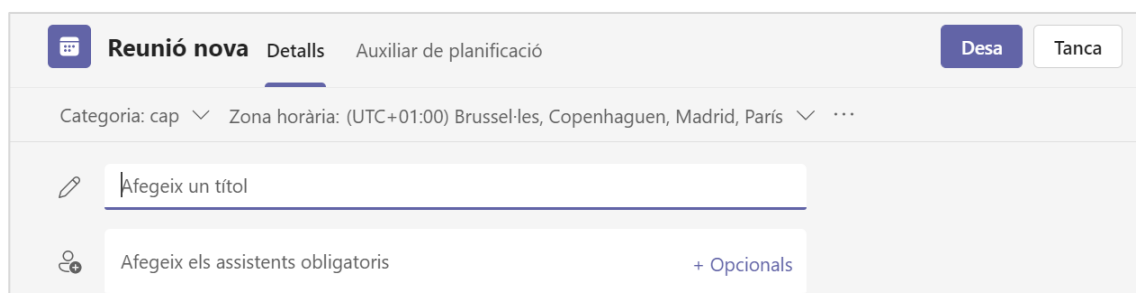 Reunió nova Detalls Auxiliar de planificació Desa Tanca
Categoria: cap Zona horària: (UTC+01:00) Brussel·les, Copenhaguen, Madrid, París ···
Afegeix un títol
Afegeix els assistents obligatoris + Opcionals